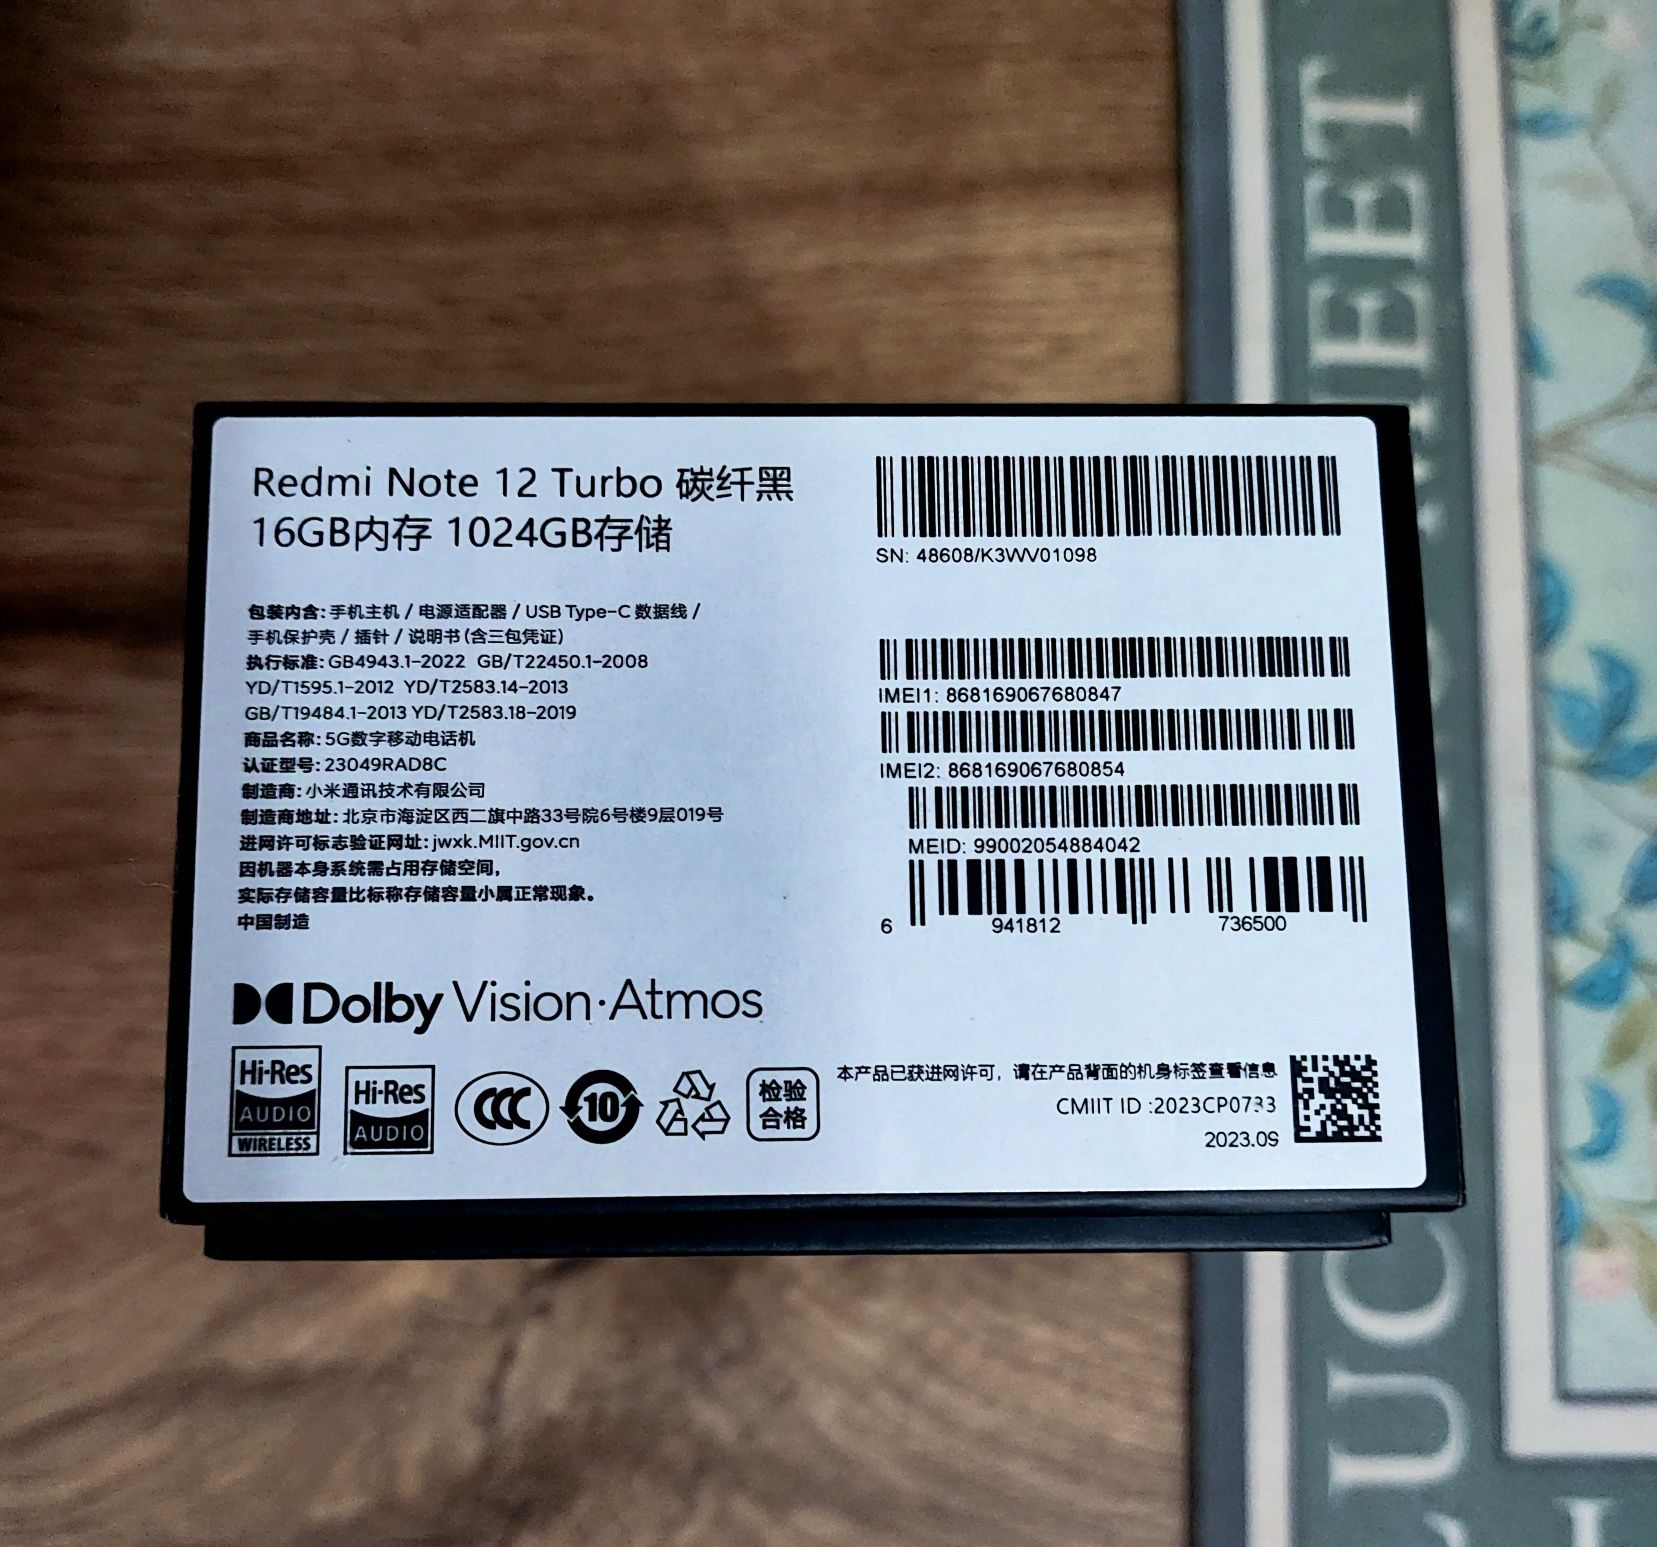 Redmi Note 12 Turbo 碳纤黑
16GB内存 1024GB存储
包装内含: 手机主机 / 电源适配器 / USB Type-C 数据线 /
手机保护壳 / 插针 / 说明书 (含三包凭证)
执行标准: GB4943.1-2022 GB/T22450.1-2008
YD/T1595.1-2012 YD/T2583.14-2013
GB/T19484.1-2013 YD/T2583.18-2019
商品名称: 5G数字移动电话机
认证型号: 23049RAD8C
制造商: 小米通讯技术有限公司
制造商地址: 北京市海淀区西二旗中路33号院6号楼9层019号
进网许可标志验证网址: jwxk.MIIT.gov.cn
因机器本身系统需占用存储空间,
实际存储容量比标称存储容量小属正常现象。
中国制造
Dolby Vision·Atmos
Hi-Res
AUDIO
WIRELESS
Hi-Res
AUDIO
CCC
10
检验
合格
SN: 48608/K3WV01098
IMEI1: 868169067680847
IMEI2: 868169067680854
MEID: 99002054884042
6 941812 736500
本产品已获进网许可, 请在产品背面的机身标签查看信息
CMIIT ID :2023CP0733
2023.09